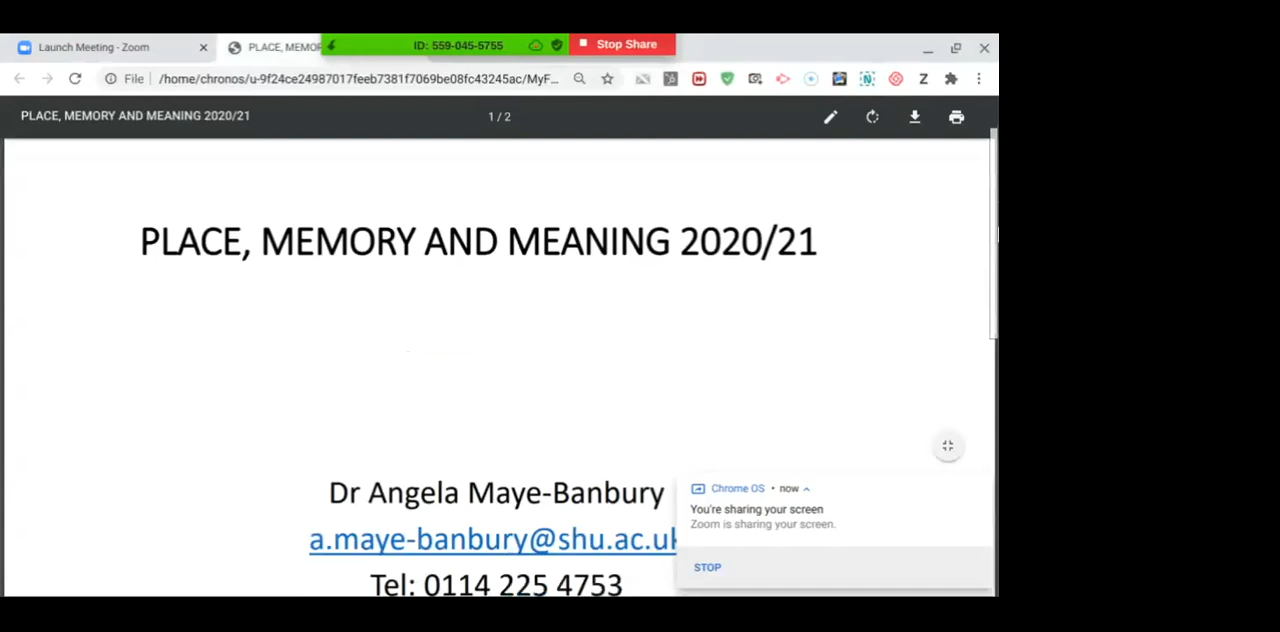 Launch Meeting - Zoom
PLACE, MEMOR
ID: 559-045-5755
Stop Share
File
/home/chronos/u-9f24ce24987017feeb7381f7069be08fc43245ac/MyF...
PLACE, MEMORY AND MEANING 2020/21
1 / 2
PLACE, MEMORY AND MEANING 2020/21
Dr Angela Maye-Banbury
a.maye-banbury@shu.ac.uk
Tel: 0114 225 4753
Chrome OS • now
You're sharing your screen
Zoom is sharing your screen.
STOP